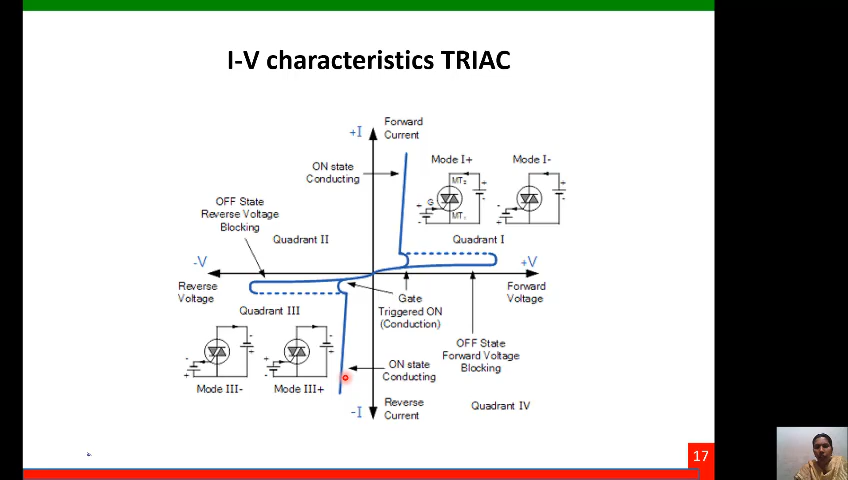 I-V characteristics TRIAC
+I
Forward
Current
ON state
Conducting
Mode I+
Mode I-
MT₂
G
MT₁
+
-
+
-
+
-
-
+
OFF State
Reverse Voltage
Blocking
Quadrant II
Quadrant I
-V
+V
Reverse
Voltage
Forward
Voltage
Gate
Triggered ON
(Conduction)
Quadrant III
OFF State
Forward Voltage
Blocking
-
+
-
+
-
+
+
-
Mode III-
Mode III+
ON state
Conducting
-I
Reverse
Current
Quadrant IV
17